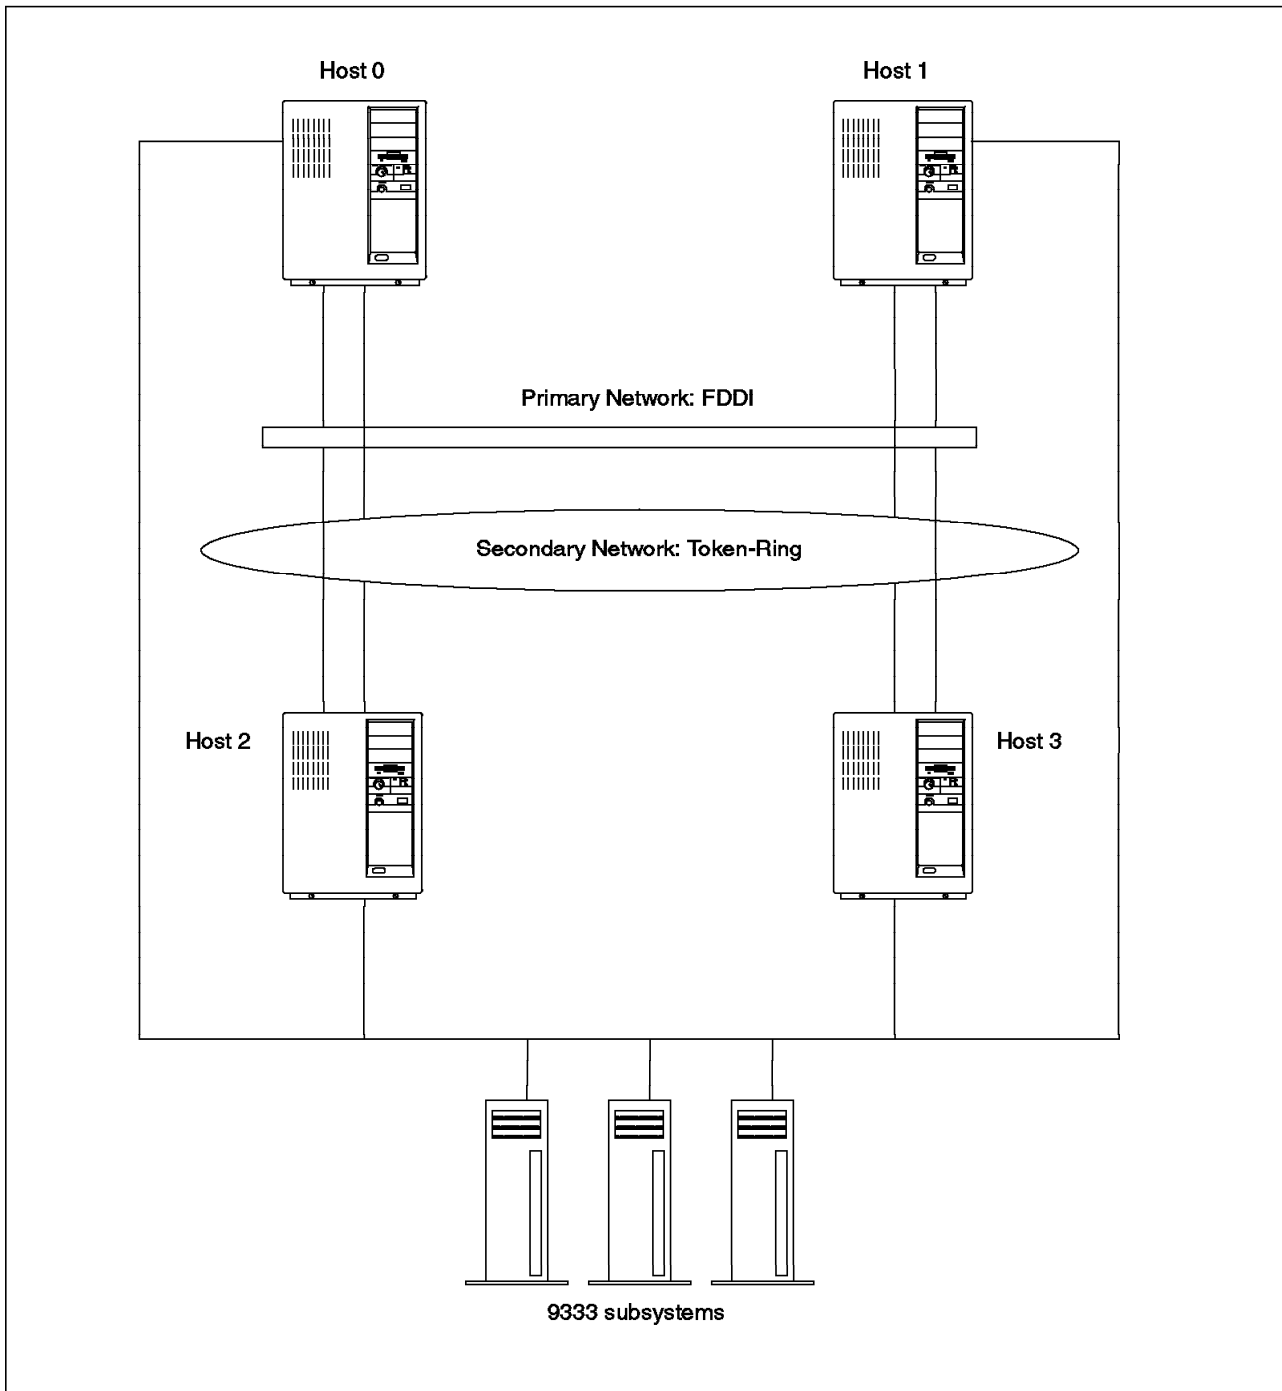 Host 0
Host 1
Primary Network: FDDI
Secondary Network: Token-Ring
Host 2
Host 3
9333 subsystems